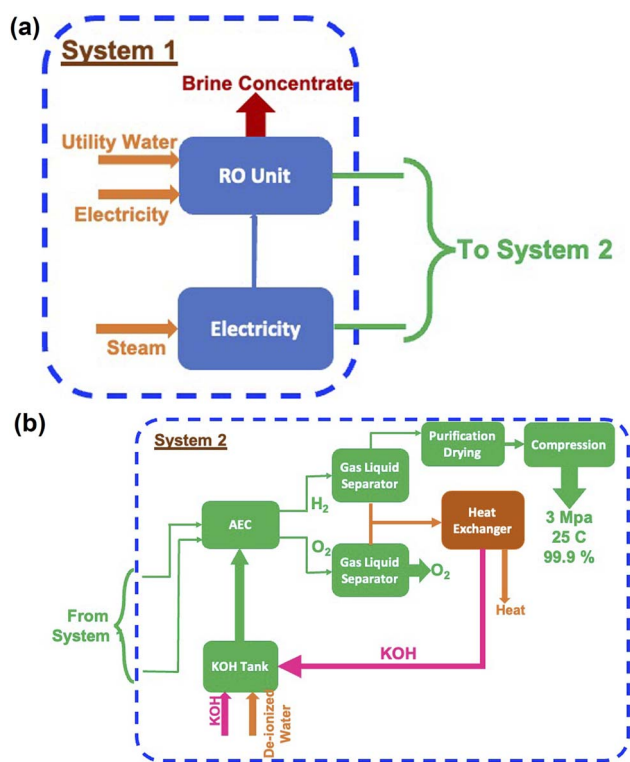 (a)
System 1
Brine Concentrate
Utility Water
RO Unit
Electricity
To System 2
Electricity
Steam
(b)
System 2
Purification
Drying
Compression
Gas Liquid
Separator
H2
AEC
Heat
Exchanger
3 Mpa
25 C
99.9 %
O2
Gas Liquid
Separator
O2
From
System 1
Heat
KOH
KOH Tank
KOH
De-ionized
Water